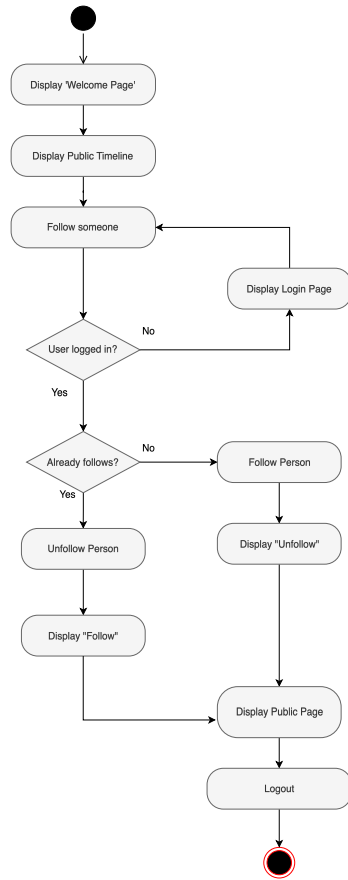 Display 'Welcome Page'
Display Public Timeline
Follow someone
Display Login Page
No
User logged in?
Yes
No
Already follows?
Follow Person
Yes
Unfollow Person
Display "Unfollow"
Display "Follow"
Display Public Page
Logout